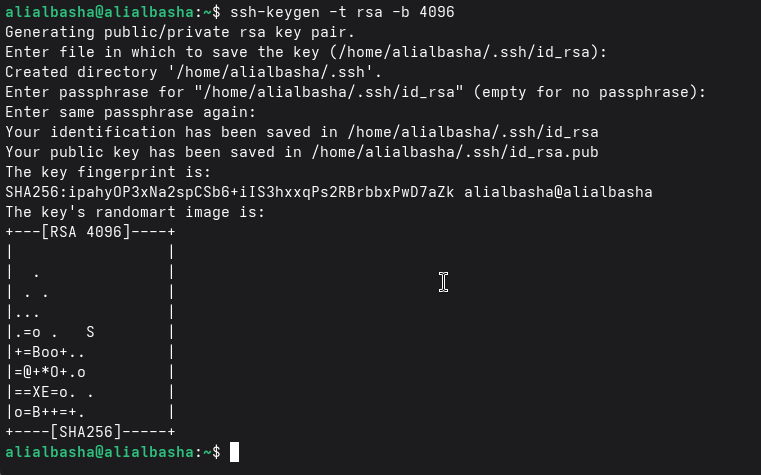 alialbasha@alialbasha:~$ ssh-keygen -t rsa -b 4096
Generating public/private rsa key pair.
Enter file in which to save the key (/home/alialbasha/.ssh/id_rsa):
Created directory '/home/alialbasha/.ssh'.
Enter passphrase for "/home/alialbasha/.ssh/id_rsa" (empty for no passphrase):
Enter same passphrase again:
Your identification has been saved in /home/alialbasha/.ssh/id_rsa
Your public key has been saved in /home/alialbasha/.ssh/id_rsa.pub
The key fingerprint is:
SHA256:ipahyOP3xNa2spCSb6+iIS3hxxqPs2RBrbbxPwD7aZk alialbasha@alialbasha
The key's randomart image is:
+---[RSA 4096]----+
|                 |
|  .              |
| . .             |
|...              |
|.=o .   S        |
|+=Boo+..         |
|=@+*O+.o         |
|==XE=o. .        |
|o=B++=+.         |
+----[SHA256]-----+
alialbasha@alialbasha:~$